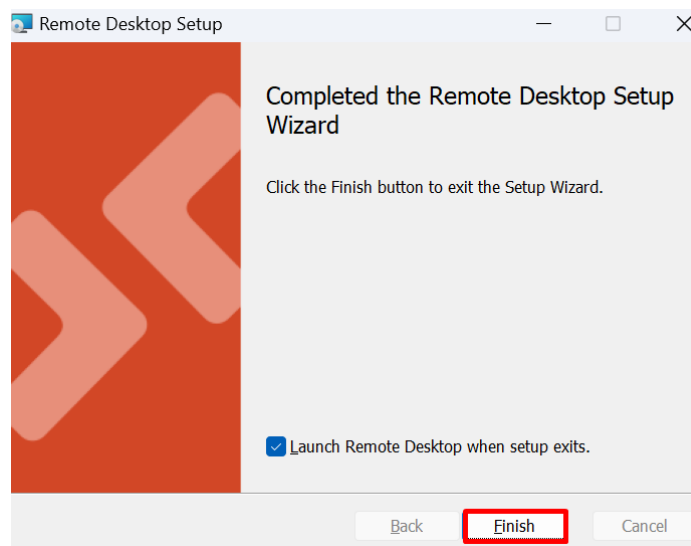 Remote Desktop Setup
Completed the Remote Desktop Setup
Wizard
Click the Finish button to exit the Setup Wizard.
Launch Remote Desktop when setup exits.
Back Finish Cancel